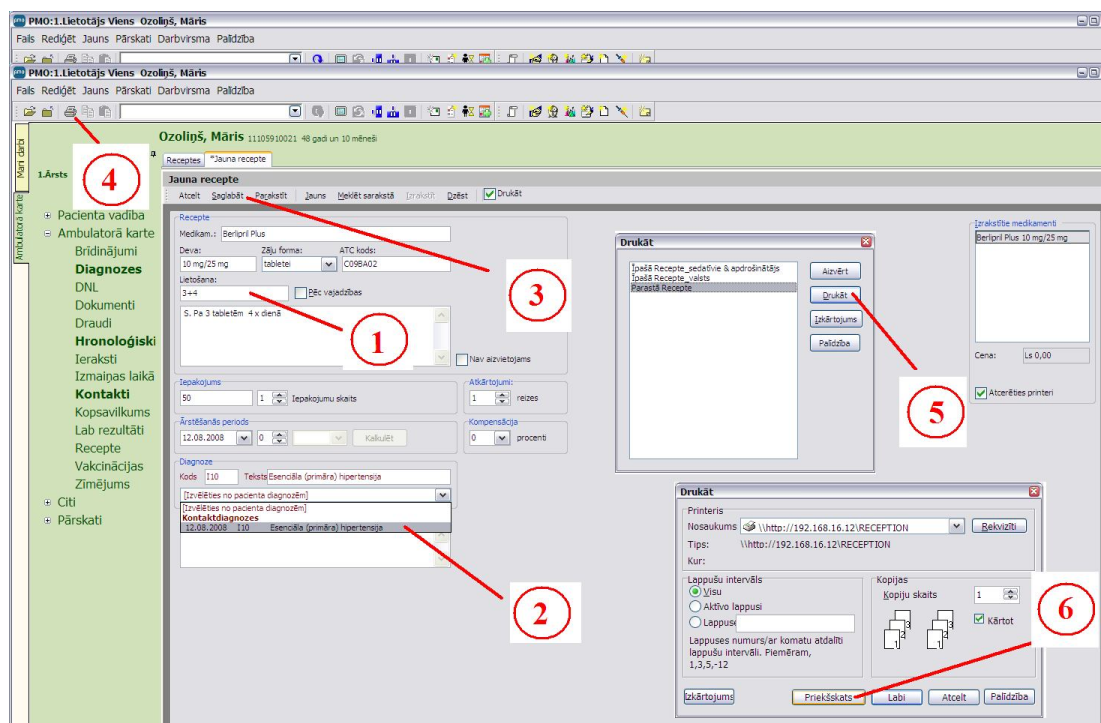 PMO:1.Lietotājs Viens Ozoliņš, Māris
Fails Rediģēt Jauns Pārskati Darbvirsma Palīdzība
PMO:1.Lietotājs Viens Ozoliņš, Māris
Fails Rediģēt Jauns Pārskati Darbvirsma Palīdzība
Mani darbi
Ambulatorā karte
1.Ārsts
4
Pacienta vadība
Ambulatorā karte
Brīdinājumi
Diagnozes
DNL
Dokumenti
Draudi
Hronoloģiski
Ieraksti
Izmaiņas laikā
Kontakti
Kopsavilkums
Lab rezultāti
Recepte
Vakcinācijas
Zīmējums
Citi
Pārskati
Ozoliņš, Māris 11105910021 48 gadi un 10 mēneši
Receptes *Jauna recepte
Jauna recepte
Atcelt Saglabāt Parakstīt Jauns Meklēt sarakstā Izrakstīt Dzēst Drukāt
Recepte
Medikam.: Berlipril Plus
Deva: Zāļu forma: ATC kods:
10 mg/25 mg tabletei C09BA02
Lietošana:
3+4 Pēc vajadzības
S. Pa 3 tabletēm 4 x dienā
Nav aizvietojams
1
3
Iepakojums
50 1 Iepakojumu skaits
Atkārtojumi:
1 reizes
Ārstēšanās periods
12.08.2008 0 Kalkulēt
Kompensācija
0 procenti
Diagnoze
Kods I10 Teksts Esenciāla (primāra) hipertensija
[Izvēlēties no pacienta diagnozēm]
[Izvēlēties no pacienta diagnozēm]
Kontaktdiagnozes
12.08.2008 I10 Esenciāla (primāra) hipertensija
2
Drukāt
Īpašā Recepte_sedatīvie & apdrošinātājs
Īpašā Recepte_valsts
Parastā Recepte
Aizvērt
Drukāt
Izkārtojums
Palīdzība
5
Izrakstītie medikamenti
Berlipril Plus 10 mg/25 mg
Cena: Ls 0,00
Atcerēties printeri
Drukāt
Printeris
Nosaukums \\http://192.168.16.12\RECEPTION Rekvizīti
Tips: \\http://192.168.16.12\RECEPTION
Kur:
Lappušu intervāls
Visu
Aktīvo lappusi
Lappuse
Lappuses numurs/ar komatu atdalīti
lappušu intervāli. Piemēram,
1,3,5,-12
Kopijas
Kopiju skaits 1
1 2 3 1 2 3
Kārtot
6
Izkārtojums Priekšskats Labi Atcelt Palīdzība